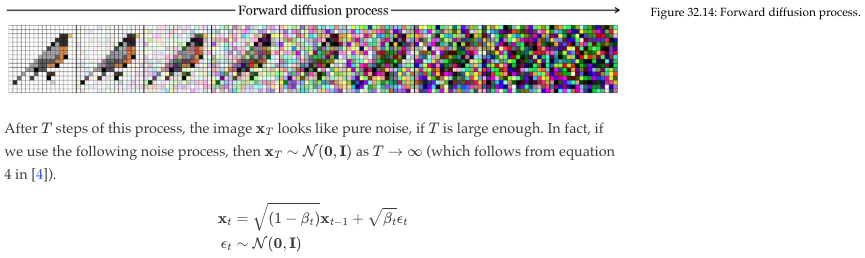 Forward diffusion process
Figure 32.14: Forward diffusion process.
After T steps of this process, the image x_T looks like pure noise, if T is large enough. In fact, if
we use the following noise process, then x_T ∼ 𝒩(0, I) as T → ∞ (which follows from equation
4 in [4]).
x_t = √(1 − β_t) x_{t−1} + √β_t ϵ_t
ϵ_t ∼ 𝒩(0, I)